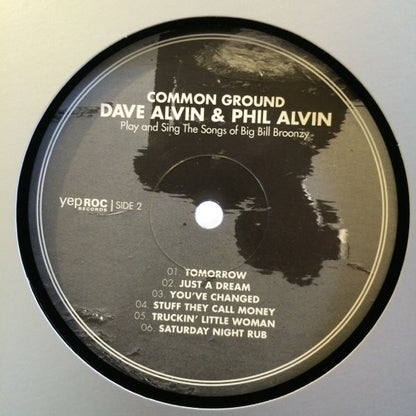 COMMON GROUND
DAVE ALVIN & PHIL ALVIN
Play and Sing The Songs of Big Bill Broonzy
yepROC
RECORDS
SIDE 2
01. TOMORROW
02. JUST A DREAM
03. YOU'VE CHANGED
04. STUFF THEY CALL MONEY
05. TRUCKIN' LITTLE WOMAN
06. SATURDAY NIGHT RUB